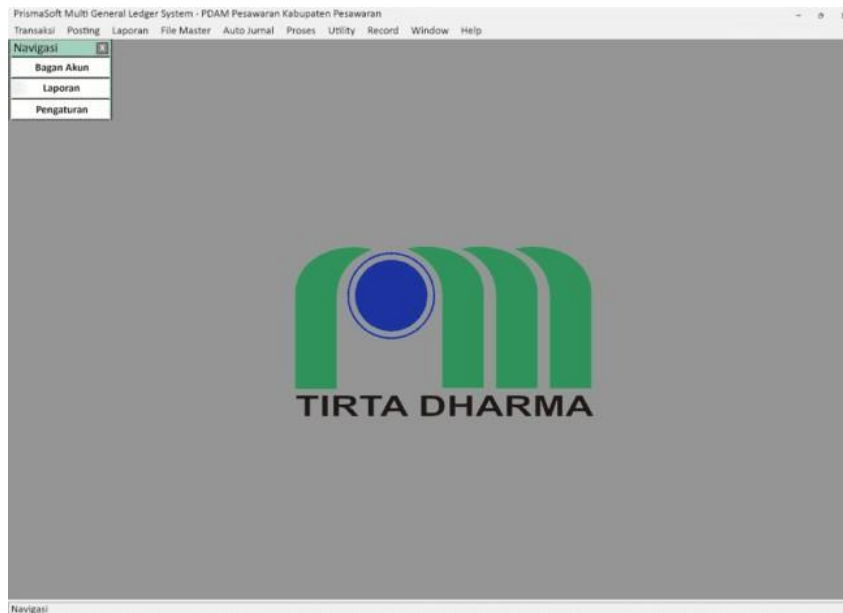 PrismaSoft Multi General Ledger System - PDAM Pesawaran Kabupaten Pesawaran
Transaksi Posting Laporan File Master Auto Jurnal Proses Utility Record Window Help
Navigasi
Bagan Akun
Laporan
Pengaturan
TIRTA DHARMA
Navigasi